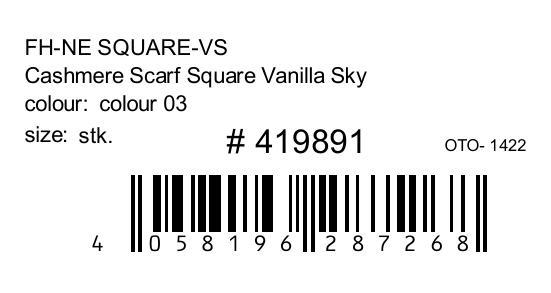 FH-NE SQUARE-VS
Cashmere Scarf Square Vanilla Sky
colour: colour 03
size: stk. # 419891 OTO- 1422
4 058196 287268